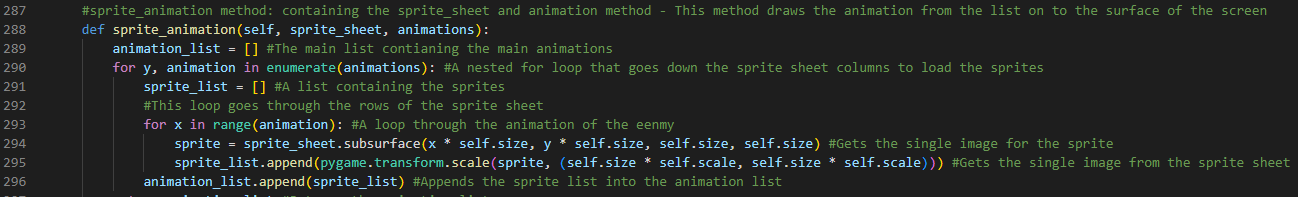 287 #sprite_animation method: containing the sprite_sheet and animation method - This method draws the animation from the list on to the surface of the screen
288 def sprite_animation(self, sprite_sheet, animations):
289 animation_list = [] #The main list contianing the main animations
290 for y, animation in enumerate(animations): #A nested for loop that goes down the sprite sheet columns to load the sprites
291 sprite_list = [] #A list containing the sprites
292 #This loop goes through the rows of the sprite sheet
293 for x in range(animation): #A loop through the animation of the eenmy
294 sprite = sprite_sheet.subsurface(x * self.size, y * self.size, self.size, self.size) #Gets the single image for the sprite
295 sprite_list.append(pygame.transform.scale(sprite, (self.size * self.scale, self.size * self.scale))) #Gets the single image from the sprite sheet
296 animation_list.append(sprite_list) #Appends the sprite list into the animation list